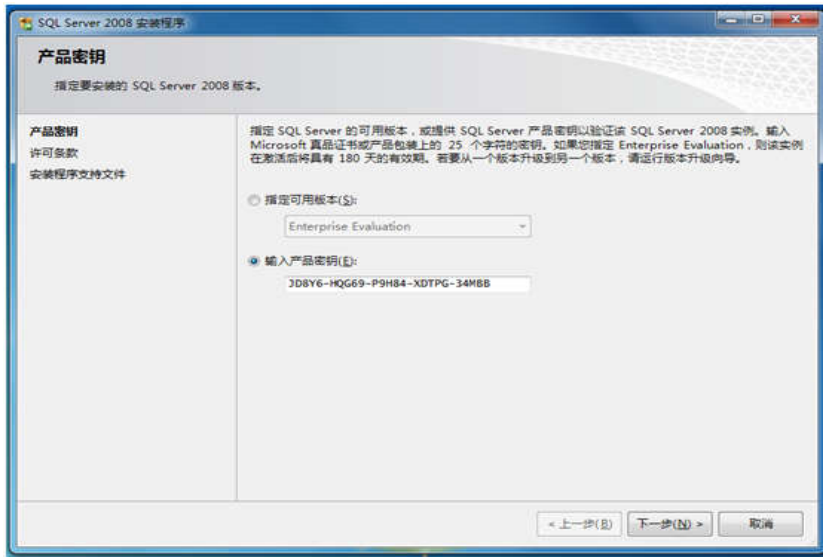 SQL Server 2008 安装程序
产品密钥
指定要安装的 SQL Server 2008 版本。
产品密钥
许可条款
安装程序支持文件
指定 SQL Server 的可用版本，或提供 SQL Server 产品密钥以验证该 SQL Server 2008 实例。输入
Microsoft 真品证书或产品包装上的 25 个字符的密钥。如果您指定 Enterprise Evaluation，则该实例
在激活后将具有 180 天的有效期。若要从一个版本升级到另一个版本，请运行版本升级向导。
指定可用版本(S):
Enterprise Evaluation
输入产品密钥(E):
JD8Y6-HQG69-P9H84-XDTPG-34MBB
< 上一步(B)
下一步(N) >
取消